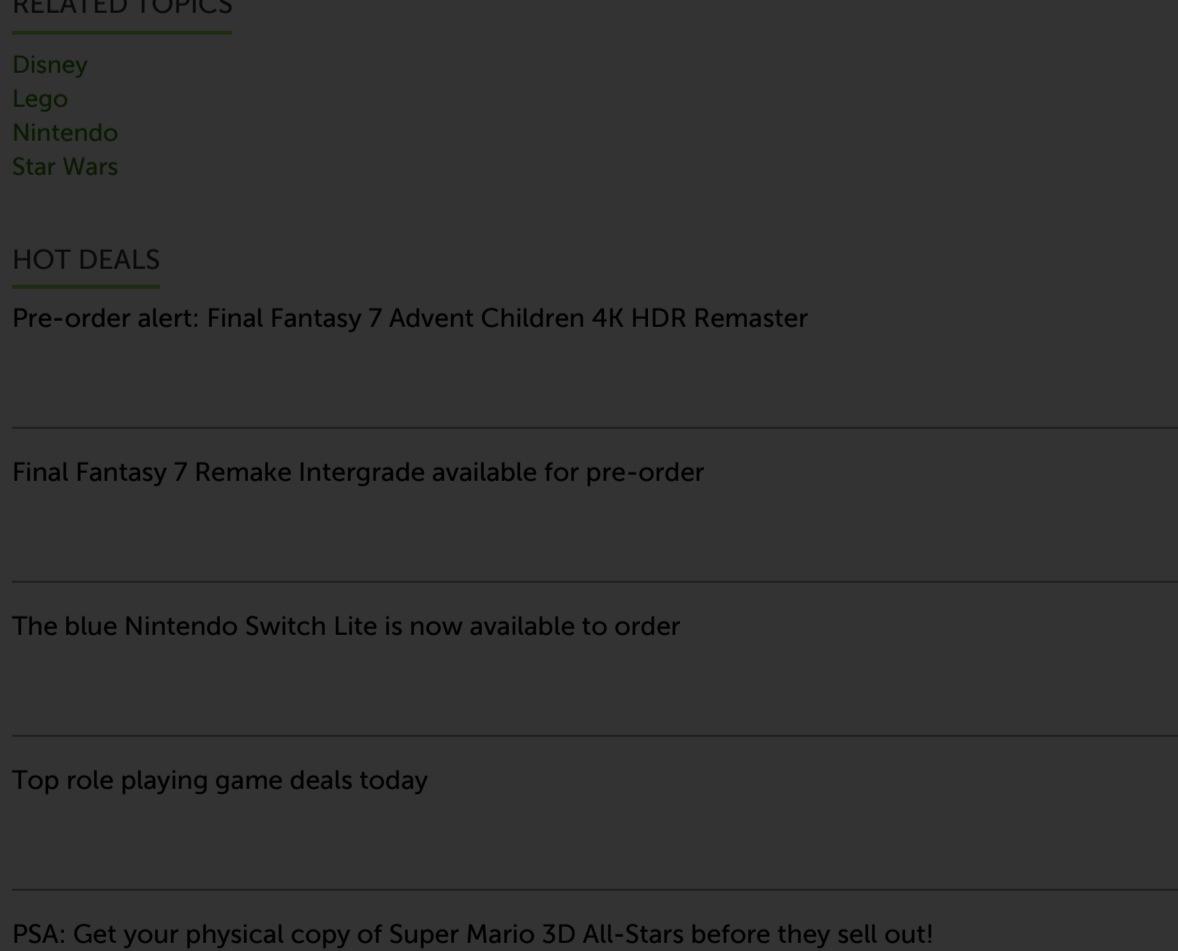 RELATED TOPICS
Disney
Lego
Nintendo
Star Wars
HOT DEALS
Pre-order alert: Final Fantasy 7 Advent Children 4K HDR Remaster
Final Fantasy 7 Remake Intergrade available for pre-order
The blue Nintendo Switch Lite is now available to order
Top role playing game deals today
PSA: Get your physical copy of Super Mario 3D All-Stars before they sell out!